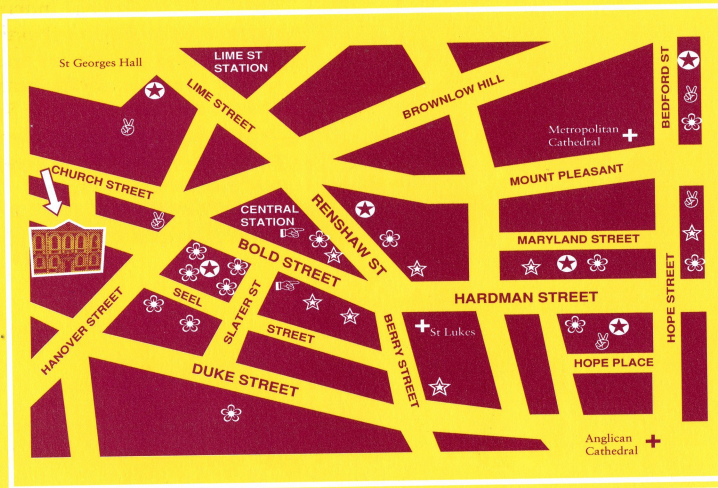 St Georges Hall
LIME ST
STATION
LIME STREET
BROWNLOW HILL
BEDFORD ST
Metropolitan
Cathedral
CHURCH STREET
MOUNT PLEASANT
CENTRAL
STATION
RENSHAW ST
BOLD STREET
MARYLAND STREET
HANOVER STREET
SEEL
STREET
SLATER ST
HARDMAN STREET
HOPE STREET
BERRY STREET
St Lukes
DUKE STREET
HOPE PLACE
Anglican
Cathedral